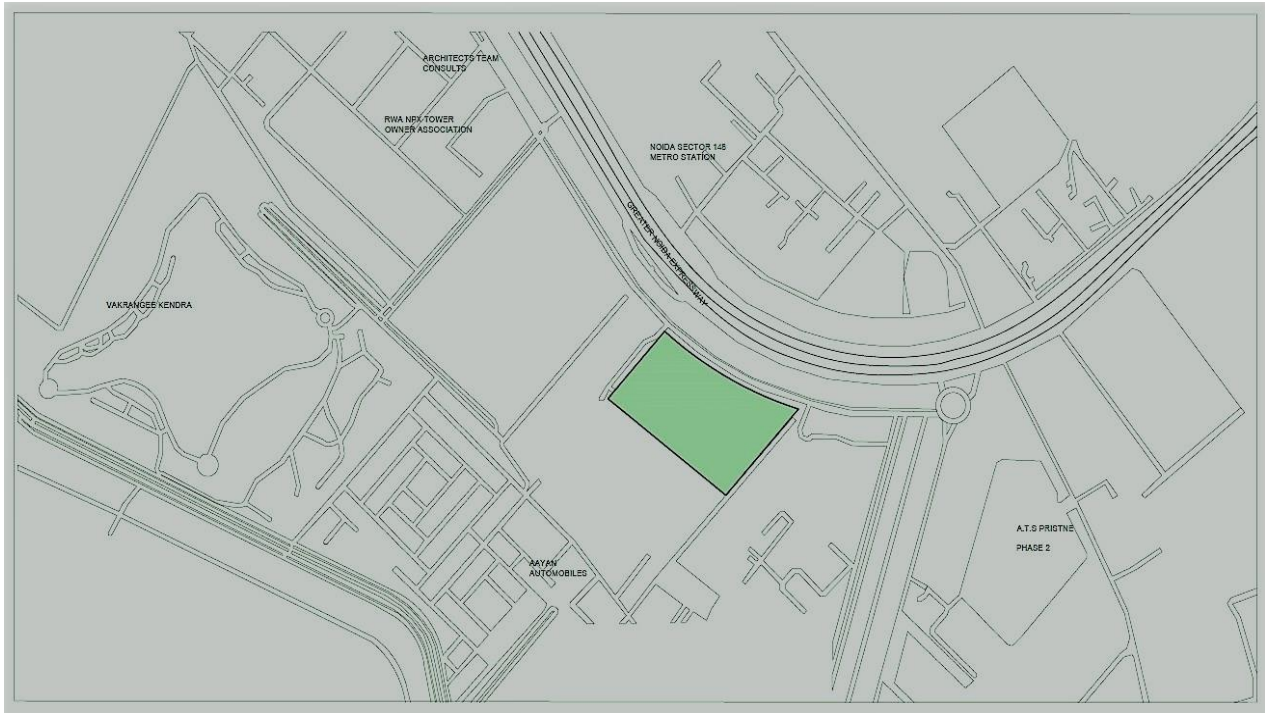 ARCHITECTS TEAM
CONSULTS
RWA NPX TOWER
OWNER ASSOCIATION
NOIDA SECTOR 148
METRO STATION
GREATER NOIDA EXPRESSWAY
VAKRANGEE KENDRA
A.T.S PRISTNE
PHASE 2
AAYAN
AUTOMOBILES